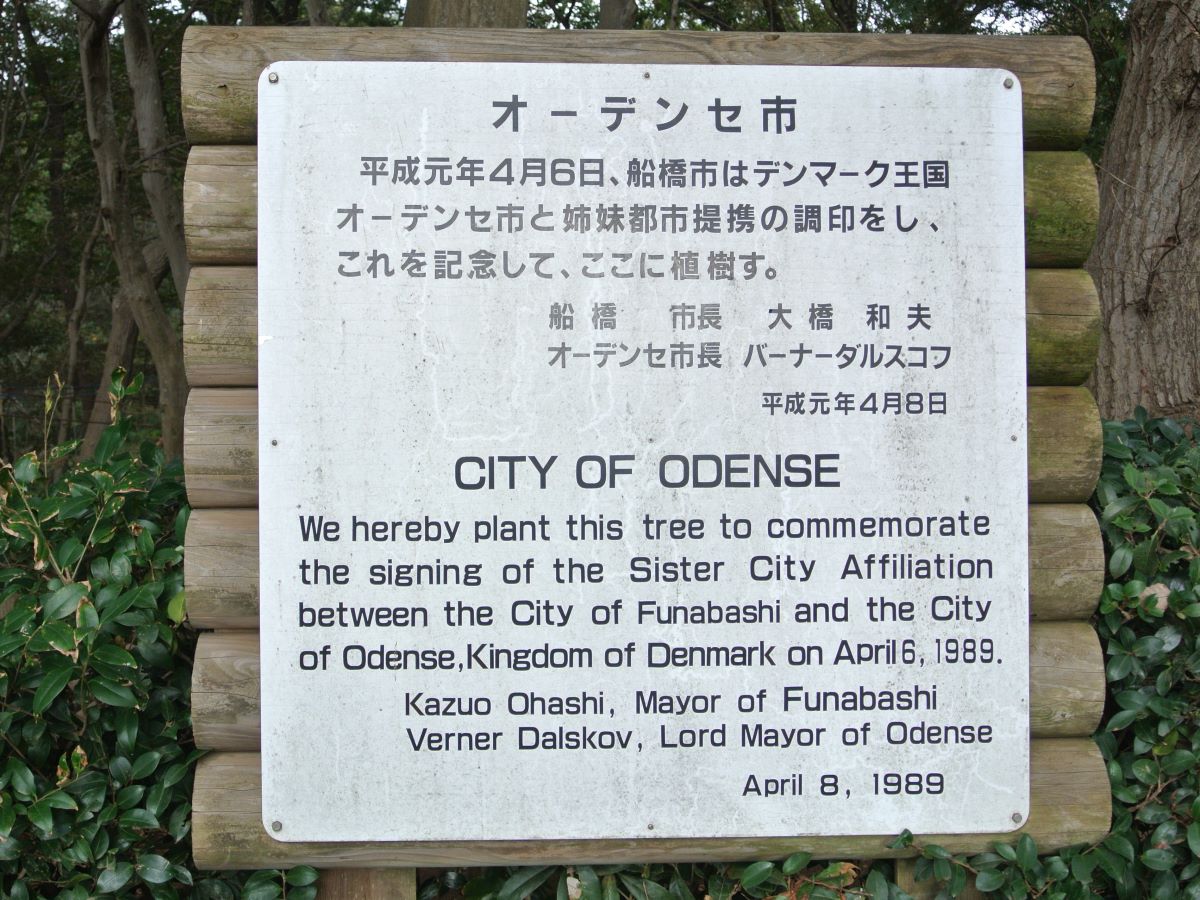 オーデンセ市
平成元年4月6日、船橋市はデンマーク王国
オーデンセ市と姉妹都市提携の調印をし、
これを記念して、ここに植樹す。
船橋 市長 大橋 和夫
オーデンセ市長 バーナーダルスコフ
平成元年4月8日
CITY OF ODENSE
We hereby plant this tree to commemorate
the signing of the Sister City Affiliation
between the City of Funabashi and the City
of Odense, Kingdom of Denmark on April 6, 1989.
Kazuo Ohashi, Mayor of Funabashi
Verner Dalskov, Lord Mayor of Odense
April 8, 1989